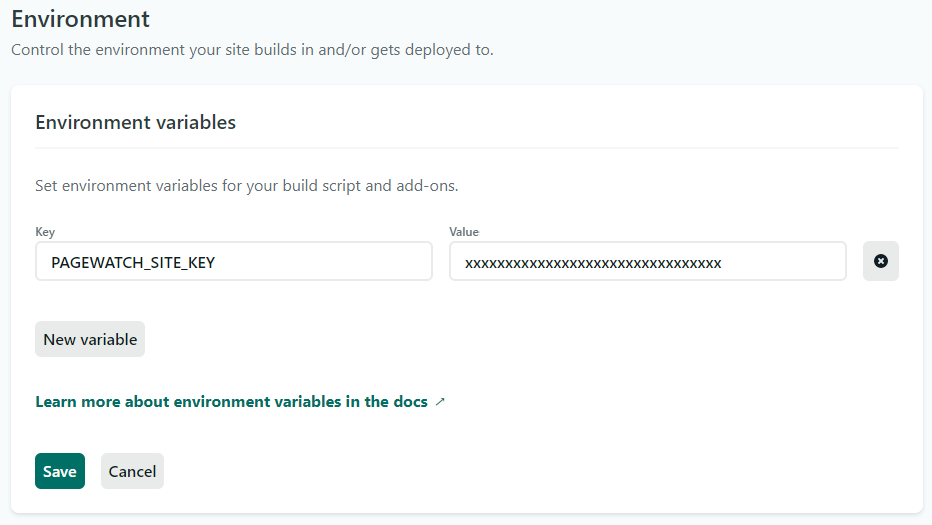 Environment
Control the environment your site builds in and/or gets deployed to.
Environment variables
Set environment variables for your build script and add-ons.
Key Value
PAGEWATCH_SITE_KEY xxxxxxxxxxxxxxxxxxxxxxxxxxxxxxxx
New variable
Learn more about environment variables in the docs ↗
Save Cancel